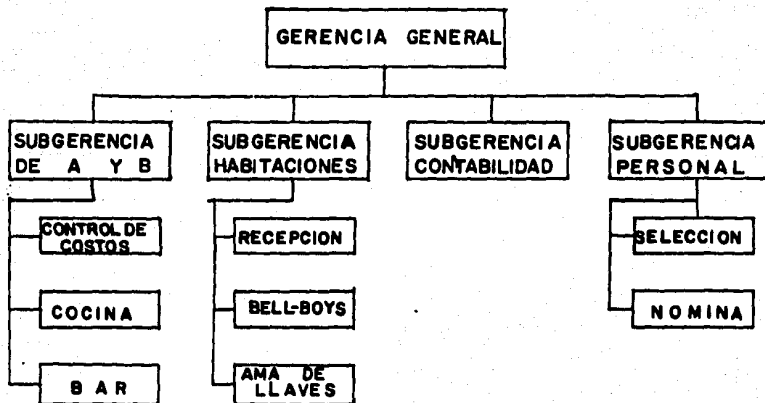 GERENCIA GENERAL
SUBGERENCIA
DE A Y B
SUBGERENCIA
HABITACIONES
SUBGERENCIA
CONTABILIDAD
SUBGERENCIA
PERSONAL
CONTROL DE
COSTOS
COCINA
BAR
RECEPCION
BELL-BOYS
AMA DE
LLAVES
SELECCION
NOMINA